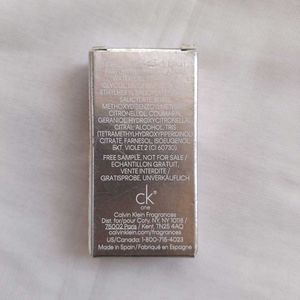 ETHYLHEXYL SALICYLATE
METHOXYDIBENZOYLMETHANE
CITRONELLOL, COUMARIN,
GERANIOL, HYDROXYCITRONELLAL,
CITRAL, ALCOHOL, TRIS
(TETRAMETHYLHYDROXYPIPERIDINOL)
CITRATE, FARNESOL, ISOEUGENOL,
EXT. VIOLET 2 (CI 60730)
FREE SAMPLE, NOT FOR SALE /
ECHANTILLON GRATUIT,
VENTE INTERDITE /
GRATISPROBE, UNVERKÄUFLICH
ck
one
Calvin Klein Fragrances
Dist. for/pour Coty, NY, NY 10118 /
75002 Paris / Kent, TN25 4AQ
calvinklein.com/fragrances
US/Canada: 1-800-715-4023
Made in Spain/Fabriqué en Espagne